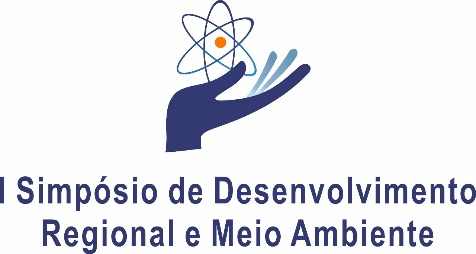 I Simpósio de Desenvolvimento
Regional e Meio Ambiente